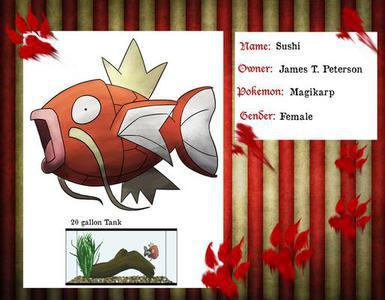 Name: Sushi
Owner: James T. Peterson
Pokemon: Magikarp
Gender: Female
20 gallon Tank